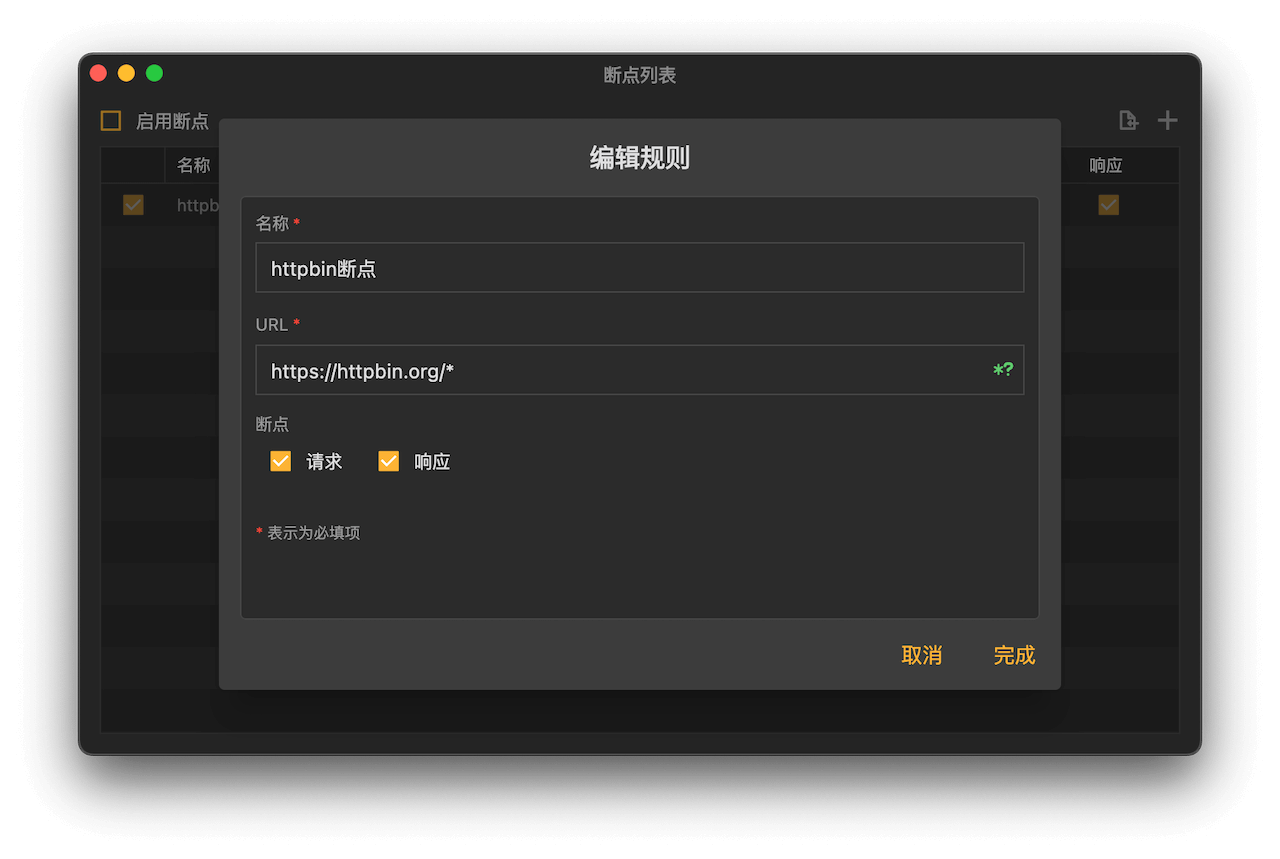 断点列表
启用断点
编辑规则
名称 响应
httpb
名称 *
httpbin断点
URL *
https://httpbin.org/* *?
断点
请求 响应
* 表示为必填项
取消 完成